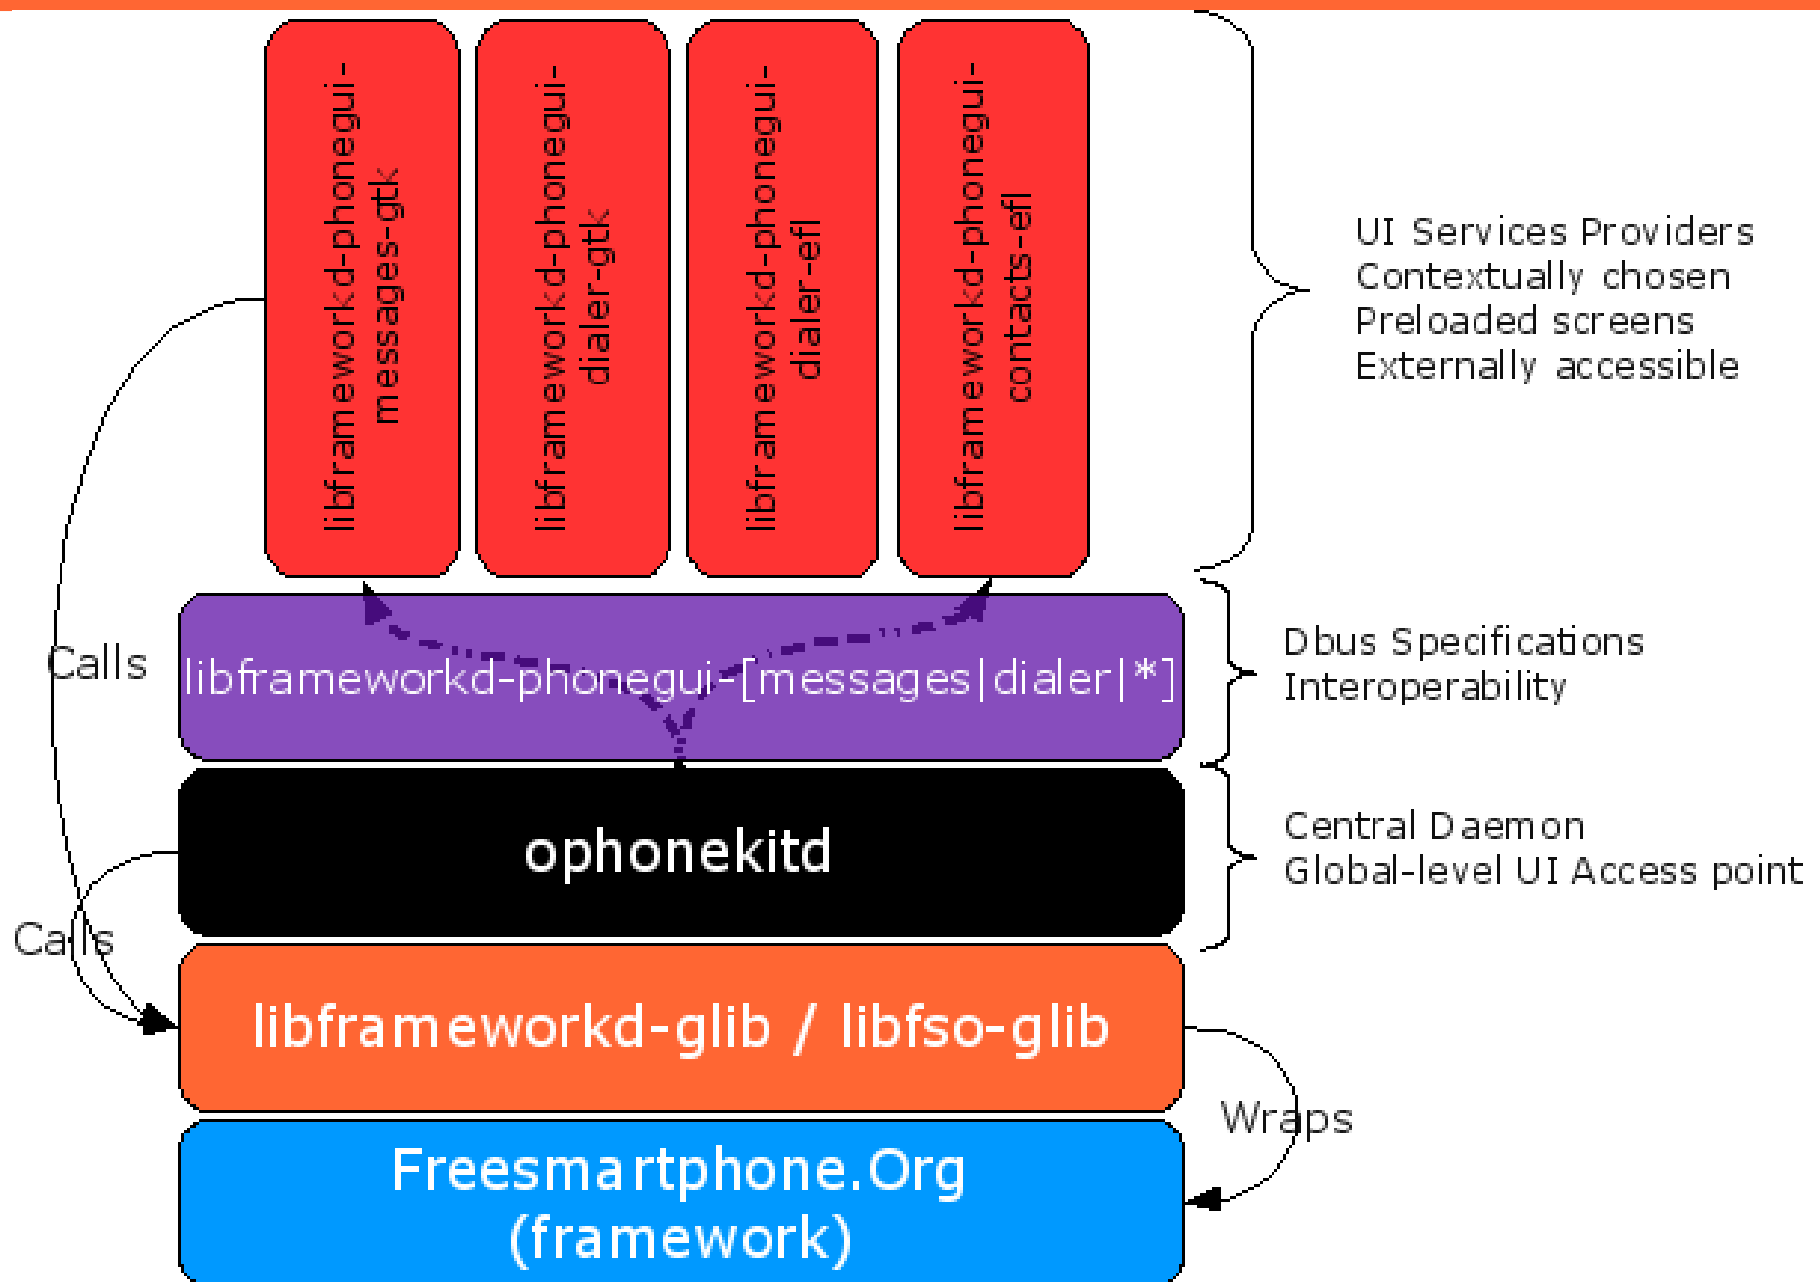 libframeworkd-phonegui-
messages-gtk
libframeworkd-phonegui-
dialer-gtk
libframeworkd-phonegui-
dialer-efl
libframeworkd-phonegui-
contacts-efl
UI Services Providers
Contextually chosen
Preloaded screens
Externally accessible
Calls
libframeworkd-phonegui-[messages|dialer|*]
Dbus Specifications
Interoperability
ophonekitd
Central Daemon
Global-level UI Access point
Calls
libframeworkd-glib / libfso-glib
Wraps
Freesmartphone.Org
(framework)